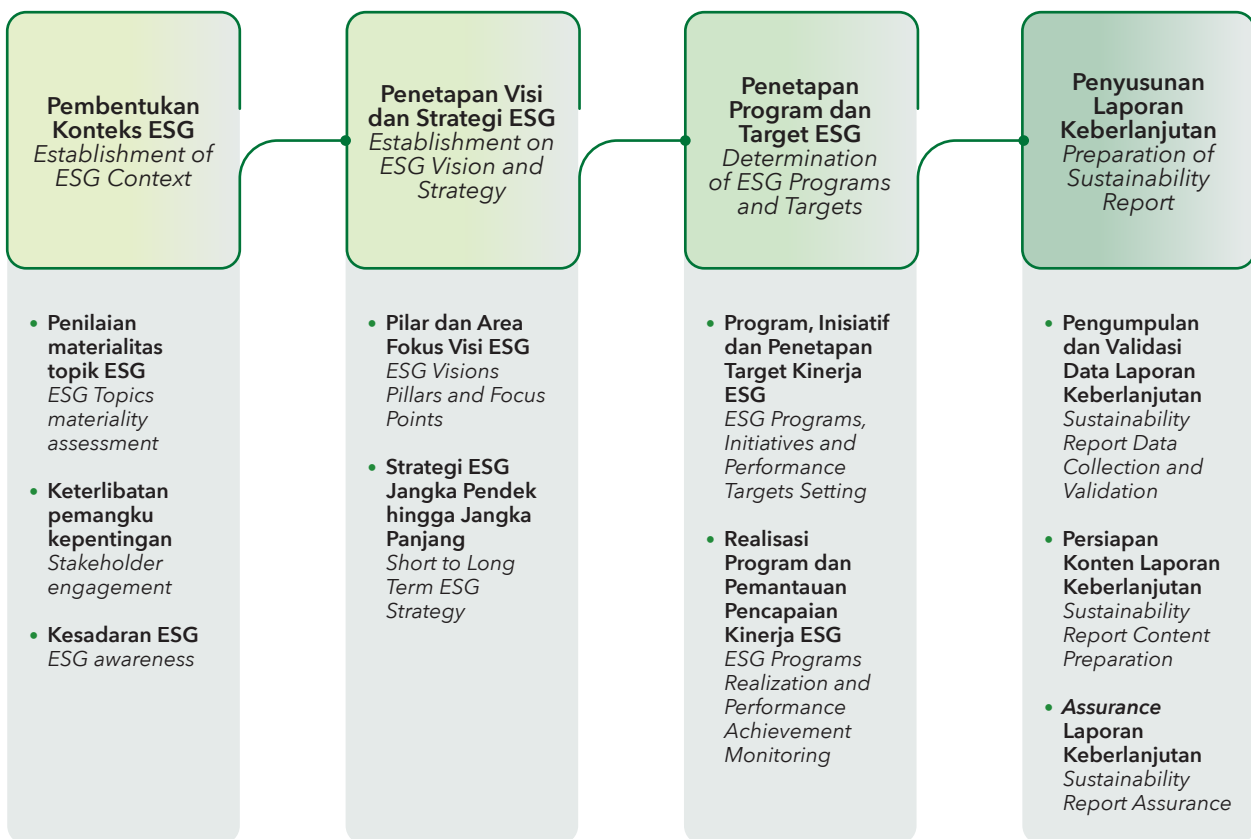 Pembentukan
Konteks ESG
Establishment of
ESG Context
Penilaian
materialitas
topik ESG
ESG Topics
materiality
assessment
Keterlibatan
pemangku
kepentingan
Stakeholder
engagement
Kesadaran ESG
ESG awareness
Penetapan Visi
dan Strategi ESG
Establishment on
ESG Vision and
Strategy
Pilar dan Area
Fokus Visi ESG
ESG Visions
Pillars and Focus
Points
Strategi ESG
Jangka Pendek
hingga Jangka
Panjang
Short to Long
Term ESG
Strategy
Penetapan
Program dan
Target ESG
Determination
of ESG Programs
and Targets
Program, Inisiatif
dan Penetapan
Target Kinerja
ESG
ESG Programs,
Initiatives and
Performance
Targets Setting
Realisasi
Program dan
Pemantauan
Pencapaian
Kinerja ESG
ESG Programs
Realization and
Performance
Achievement
Monitoring
Penyusunan
Laporan
Keberlanjutan
Preparation of
Sustainability
Report
Pengumpulan
dan Validasi
Data Laporan
Keberlanjutan
Sustainability
Report Data
Collection and
Validation
Persiapan
Konten Laporan
Keberlanjutan
Sustainability
Report Content
Preparation
Assurance
Laporan
Keberlanjutan
Sustainability
Report Assurance